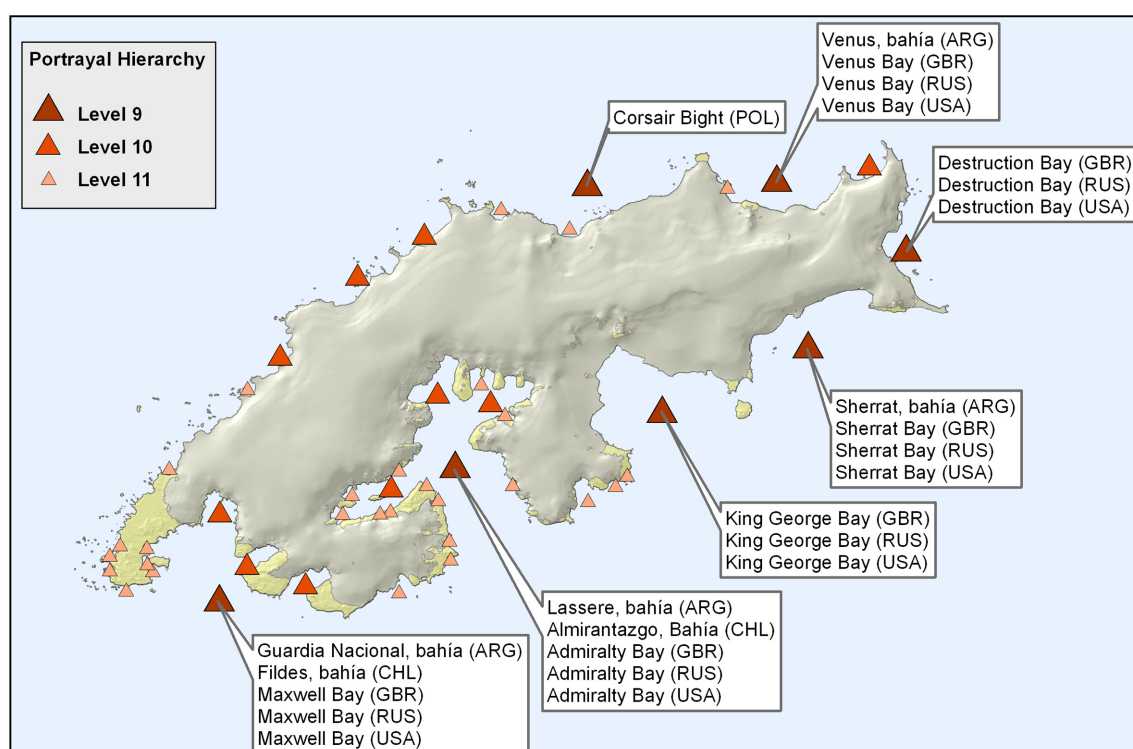 Portrayal Hierarchy
Level 9
Level 10
Level 11
Corsair Bight (POL)
Venus, bahía (ARG)
Venus Bay (GBR)
Venus Bay (RUS)
Venus Bay (USA)
Destruction Bay (GBR)
Destruction Bay (RUS)
Destruction Bay (USA)
Sherrat, bahía (ARG)
Sherrat Bay (GBR)
Sherrat Bay (RUS)
Sherrat Bay (USA)
King George Bay (GBR)
King George Bay (RUS)
King George Bay (USA)
Lassere, bahía (ARG)
Almirantazgo, Bahía (CHL)
Admiralty Bay (GBR)
Admiralty Bay (RUS)
Admiralty Bay (USA)
Guardia Nacional, bahía (ARG)
Fildes, bahía (CHL)
Maxwell Bay (GBR)
Maxwell Bay (RUS)
Maxwell Bay (USA)